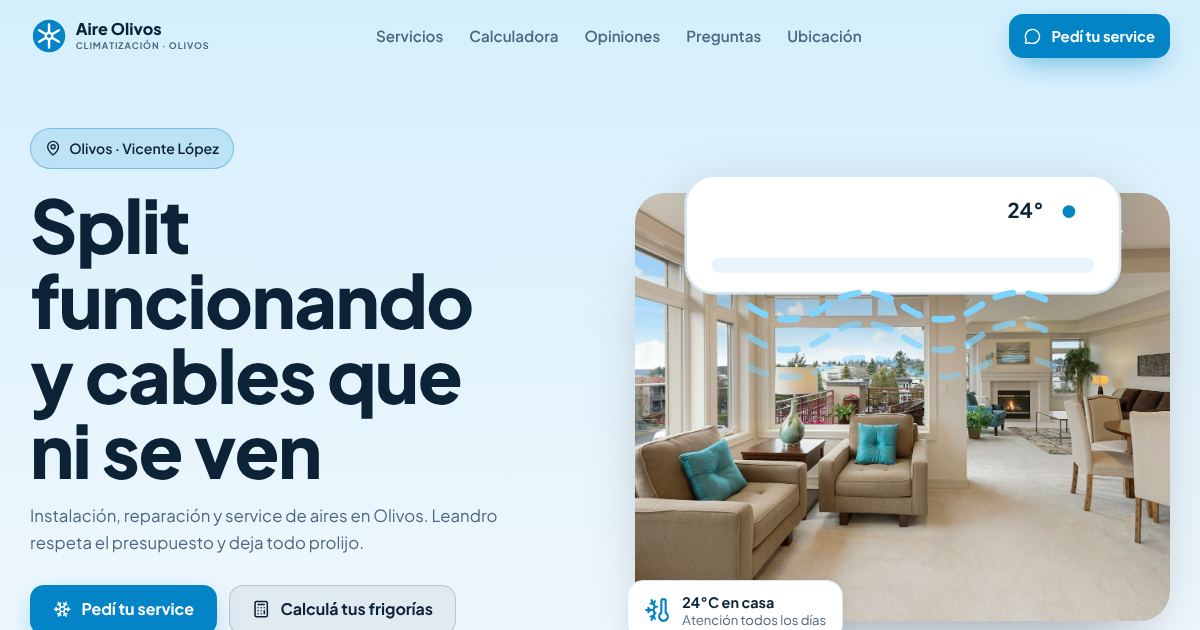 Aire Olivos
CLIMATIZACIÓN · OLIVOS
Servicios
Calculadora
Opiniones
Preguntas
Ubicación
Pedí tu service
Olivos · Vicente López
Split
funcionando
y cables que
ni se ven
Instalación, reparación y service de aires en Olivos. Leandro
respeta el presupuesto y deja todo prolijo.
Pedí tu service
Calculá tus frigorías
24°
24°C en casa
Atención todos los días